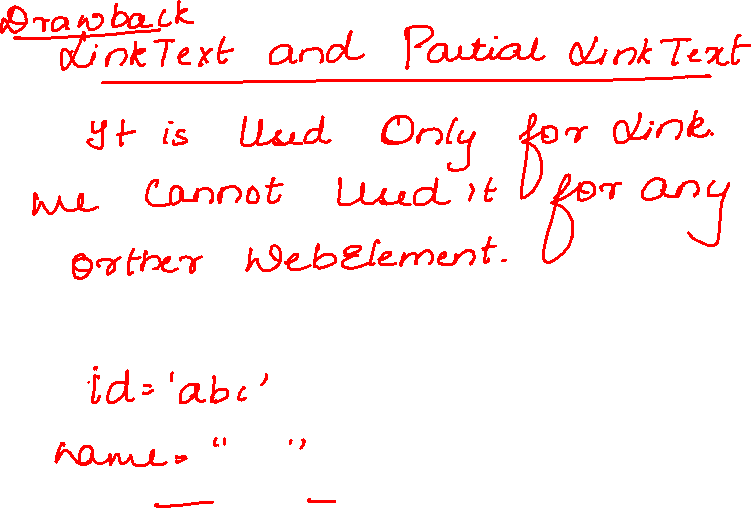 Drawback
LinkText and Partial LinkText
It is Used Only for Link.
We Cannot Used it for any
orther WebElement.
id='abc'
name="   "